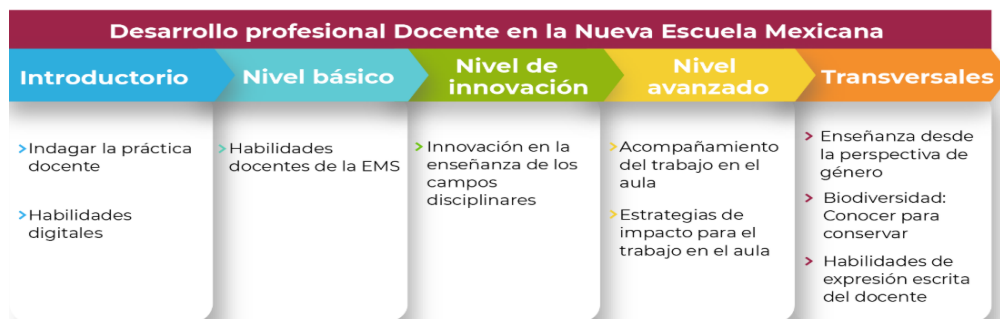 Desarrollo profesional Docente en la Nueva Escuela Mexicana
Introductorio
Nivel básico
Nivel de
innovación
Nivel
avanzado
Transversales
>Indagar la práctica
docente
>Habilidades
digitales
>Habilidades
docentes de la EMS
>Innovación en la
enseñanza de los
campos
disciplinares
>Acompañamiento
del trabajo en el
aula
>Estrategias de
impacto para el
trabajo en el aula
> Enseñanza desde
la perspectiva de
género
> Biodiversidad:
Conocer para
conservar
> Habilidades de
expresión escrita
del docente